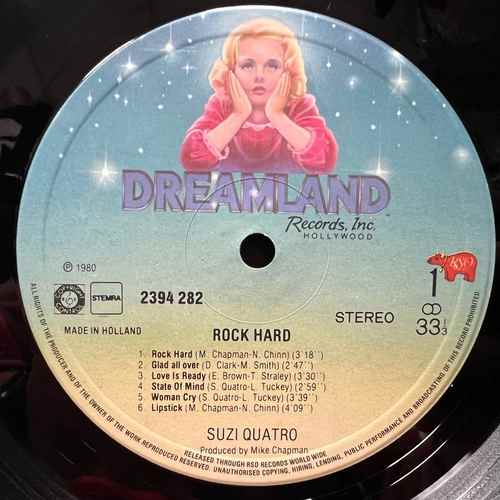 DREAMLAND
Records, Inc.
HOLLYWOOD
℗ 1980
RSO
1
STEMRA
2394 282
STEREO
33 1/3
MADE IN HOLLAND
ROCK HARD
1. Rock Hard (M. Chapman-N. Chinn) (3´18´´)
2. Glad all over (D. Clark-M. Smith) (2´47´´)
3. Love Is Ready (E. Brown-T. Straley) (3´30´´)
4. State Of Mind (S. Quatro-L. Tuckey) (2´59´´)
5. Woman Cry (S. Quatro-L. Tuckey) (3´39´´)
6. Lipstick (M. Chapman-N. Chinn) (4´09´´)
SUZI QUATRO
Produced by Mike Chapman
RELEASED THROUGH RSO RECORDS WORLD WIDE
ALL RIGHTS OF THE PRODUCER AND OF THE OWNER OF THE WORK REPRODUCED RESERVED. UNAUTHORISED COPYING, HIRING, LENDING, PUBLIC PERFORMANCE AND BROADCASTING OF THIS RECORD PROHIBITED